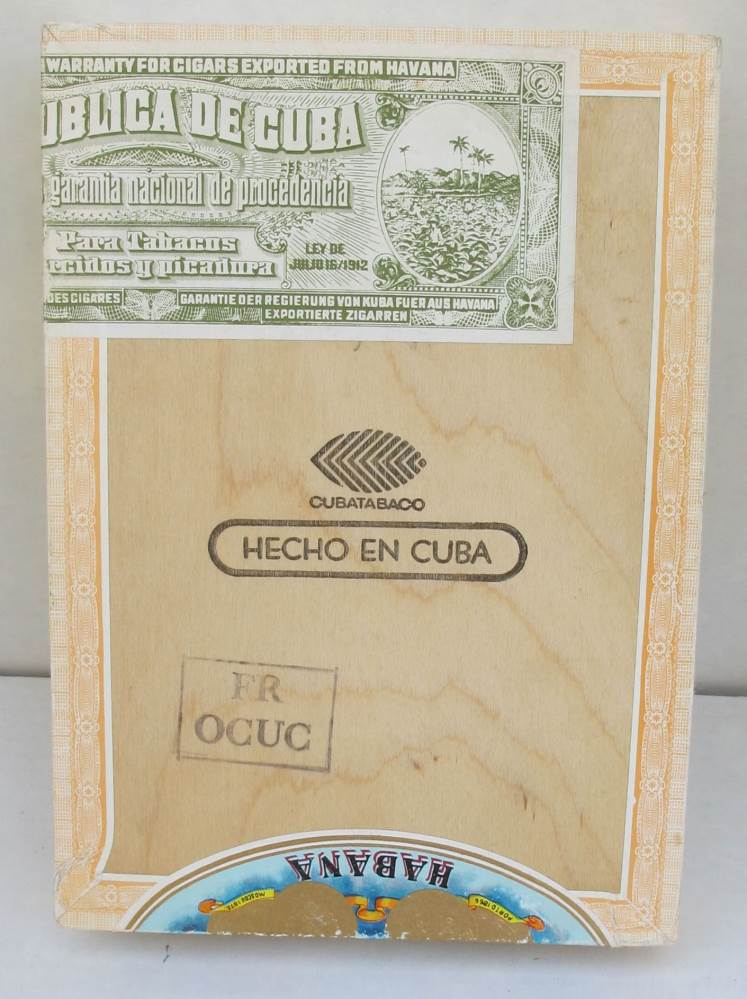 WARRANTY FOR CIGARS EXPORTED FROM HAVANA
UBLICA DE CUBA
garantia nacional de procedencia
Para Tabacos
rcidos y picadura
LEY DE
JULIO 16/1912
DES CIGARES
GARANTIE DER REGIERUNG VON KUBA FUER AUS HAVANA
EXPORTIERTE ZIGARREN
CUBATABACO
HECHO EN CUBA
FR
OCUC
HABANA